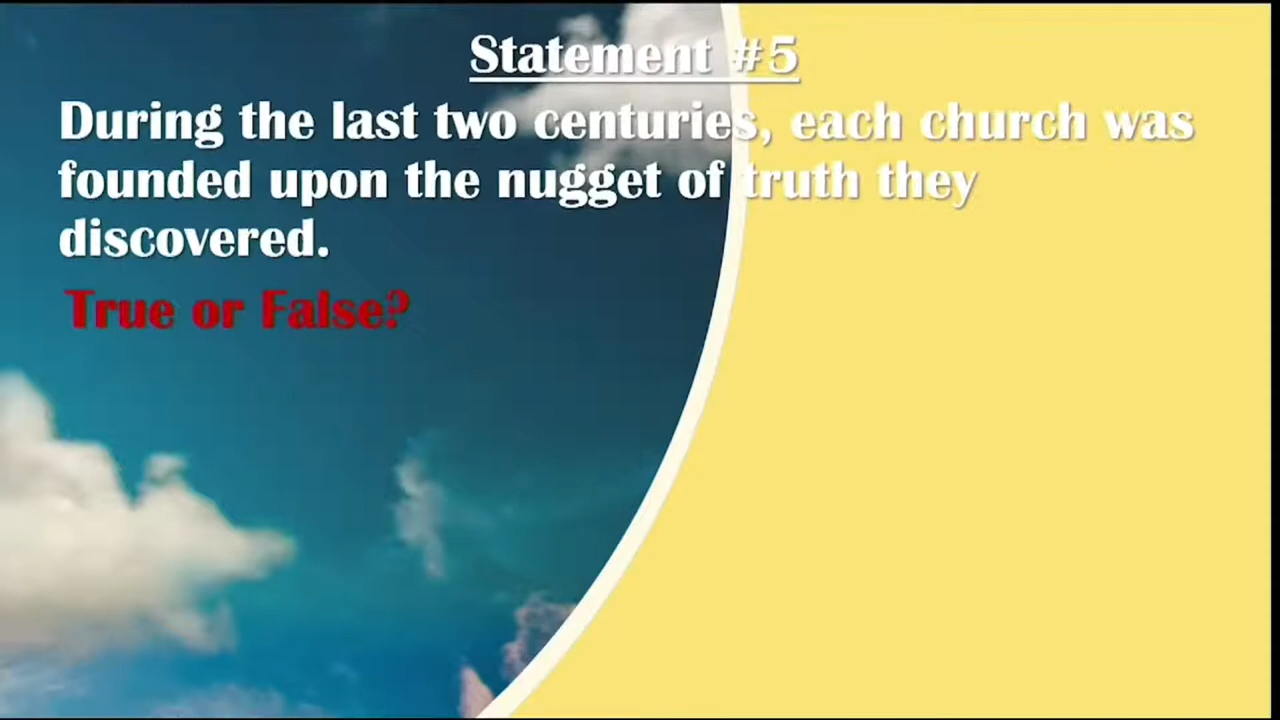 Statement #5
During the last two centuries, each church was
founded upon the nugget of truth they
discovered.
True or False?